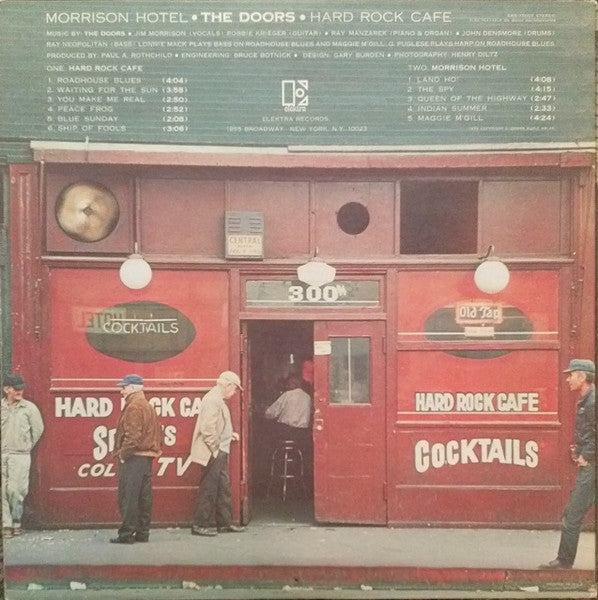 MORRISON HOTEL • THE DOORS • HARD ROCK CAFE
EKS-75007 STEREO
MUSIC BY: THE DOORS • JIM MORRISON (VOCALS) • ROBBIE KRIEGER (GUITAR) • RAY MANZAREK (PIANO & ORGAN) • JOHN DENSMORE (DRUMS)
RAY NEOPOLITAN (BASS) • LONNIE MACK PLAYS BASS ON ROADHOUSE BLUES AND MAGGIE M'GILL. G. PUGLESE PLAYS HARP ON ROADHOUSE BLUES
PRODUCED BY: PAUL A. ROTHCHILD • ENGINEERING: BRUCE BOTNICK • DESIGN: GARY BURDEN • PHOTOGRAPHY: HENRY DILTZ
ONE: HARD ROCK CAFE
1. ROADHOUSE BLUES (4:04)
2. WAITING FOR THE SUN (3:58)
3. YOU MAKE ME REAL (2:50)
4. PEACE FROG (2:52)
5. BLUE SUNDAY (2:08)
6. SHIP OF FOOLS (3:06)
elektra
ELEKTRA RECORDS
1855 BROADWAY NEW YORK, N.Y. 10023
TWO: MORRISON HOTEL
1. LAND HO! (4:08)
2. THE SPY (4:15)
3. QUEEN OF THE HIGHWAY (2:47)
4. INDIAN SUMMER (2:33)
5. MAGGIE M'GILL (4:24)
CENTRAL
300
HOTEL
COCKTAILS
Old Tap
HARD ROCK CA
COL TV
HARD ROCK CAFE
COCKTAILS